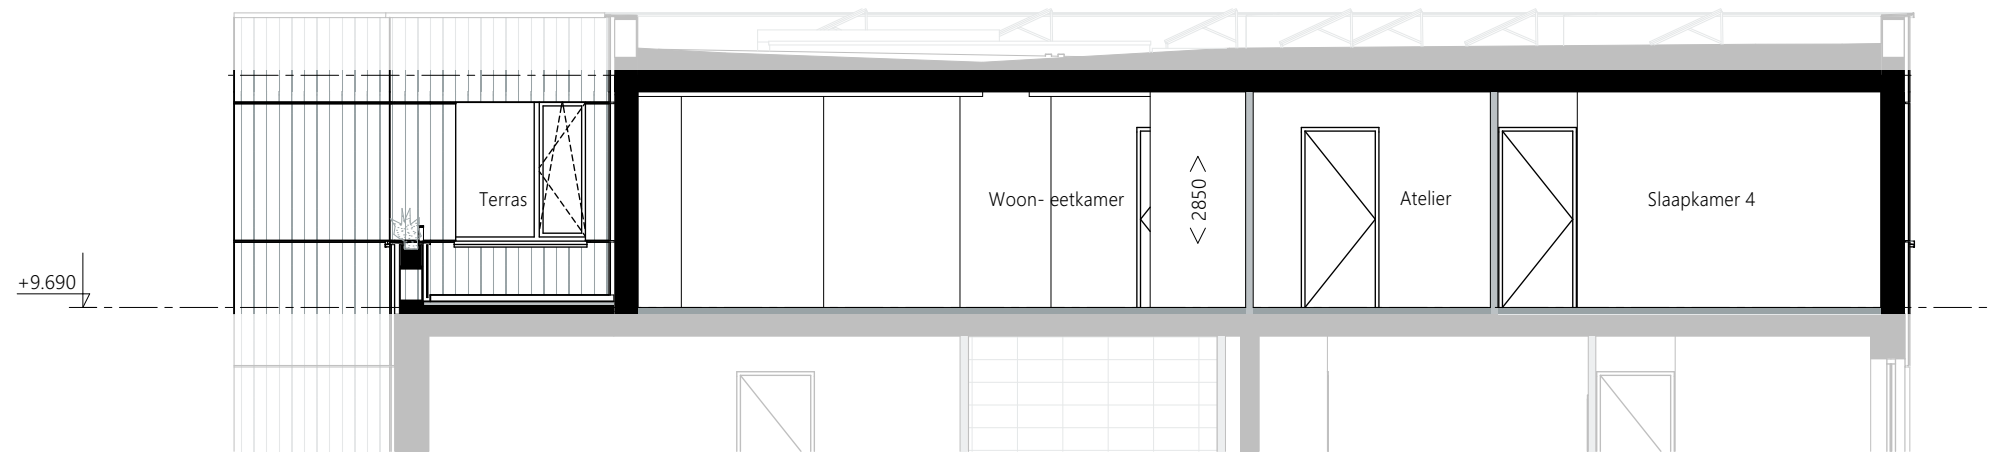 Terras
Woon- eetkamer
< 2850 >
Atelier
Slaapkamer 4
+9.690